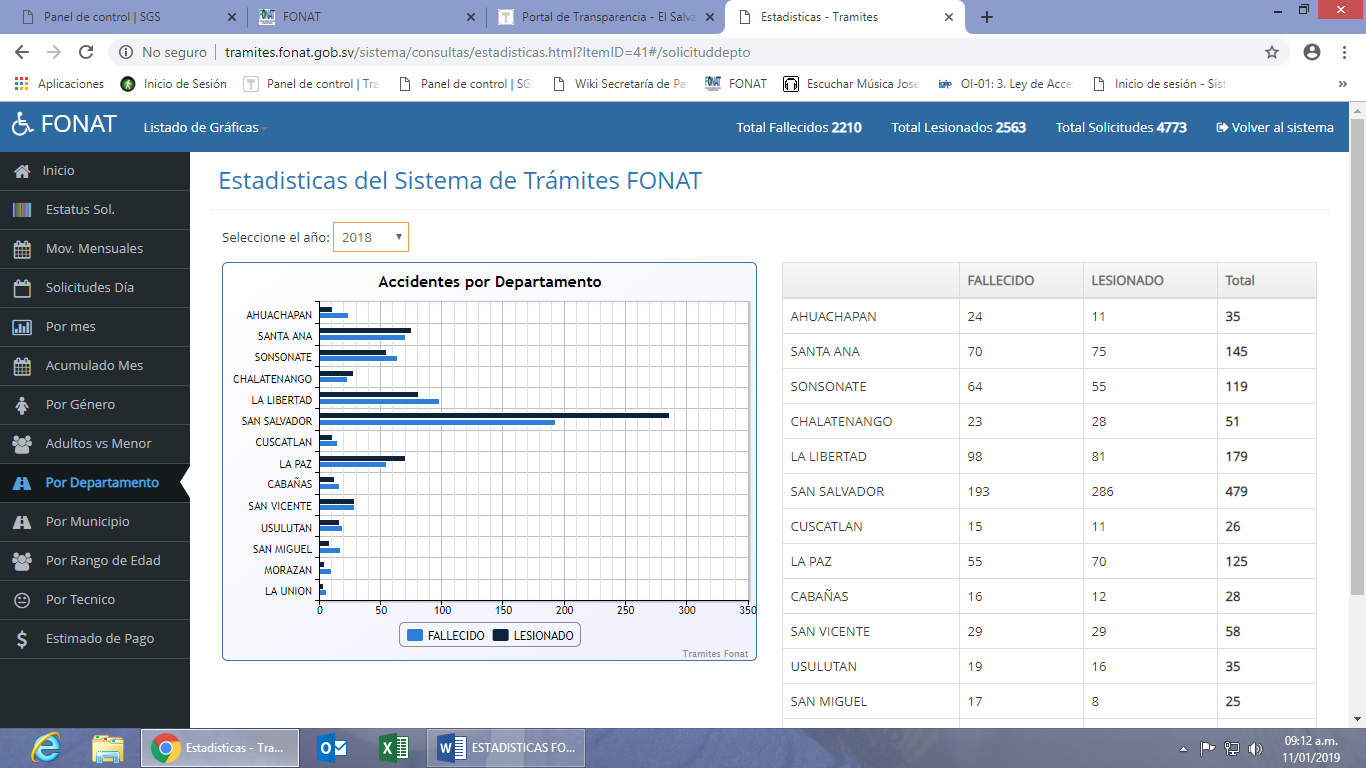 Panel de control | SGS
FONAT
Portal de Transparencia - El Salva
Estadisticas - Tramites
No seguro
tramites.fonat.gob.sv/sistema/consultas/estadisticas.html?ItemID=41#/solicituddepto
Aplicaciones
Inicio de Sesión
Panel de control | Tra
Panel de control | SG
Wiki Secretaría de Pa
FONAT
Escuchar Música Jose
OI-01: 3. Ley de Acce
Inicio de sesión - Sist
FONAT
Listado de Gráficas
Total Fallecidos 2210
Total Lesionados 2563
Total Solicitudes 4773
Volver al sistema
Inicio
Estatus Sol.
Mov. Mensuales
Solicitudes Día
Por mes
Acumulado Mes
Por Género
Adultos vs Menor
Por Departamento
Por Municipio
Por Rango de Edad
Por Tecnico
Estimado de Pago
Estadisticas del Sistema de Trámites FONAT
Seleccione el año: 2018
Accidentes por Departamento
AHUACHAPAN
SANTA ANA
SONSONATE
CHALATENANGO
LA LIBERTAD
SAN SALVADOR
CUSCATLAN
LA PAZ
CABAÑAS
SAN VICENTE
USULUTAN
SAN MIGUEL
MORAZAN
LA UNION
0 50 100 150 200 250 300 350
FALLECIDO LESIONADO
Tramites Fonat
FALLECIDO LESIONADO Total
AHUACHAPAN 24 11 35
SANTA ANA 70 75 145
SONSONATE 64 55 119
CHALATENANGO 23 28 51
LA LIBERTAD 98 81 179
SAN SALVADOR 193 286 479
CUSCATLAN 15 11 26
LA PAZ 55 70 125
CABAÑAS 16 12 28
SAN VICENTE 29 29 58
USULUTAN 19 16 35
SAN MIGUEL 17 8 25
Estadisticas - Tra...
ESTADISTICAS FO...
09:12 a.m.
11/01/2019